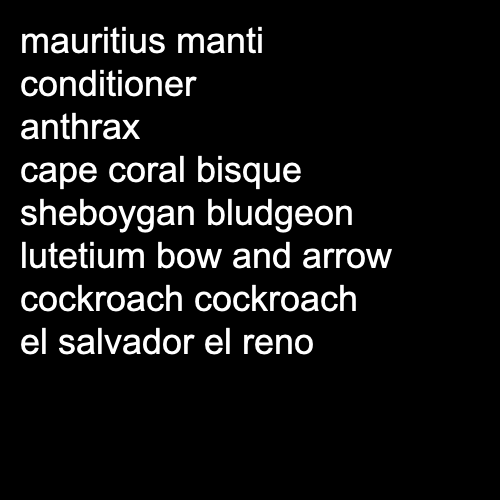 mauritius manti
conditioner
anthrax
cape coral bisque
sheboygan bludgeon
lutetium bow and arrow
cockroach cockroach
el salvador el reno